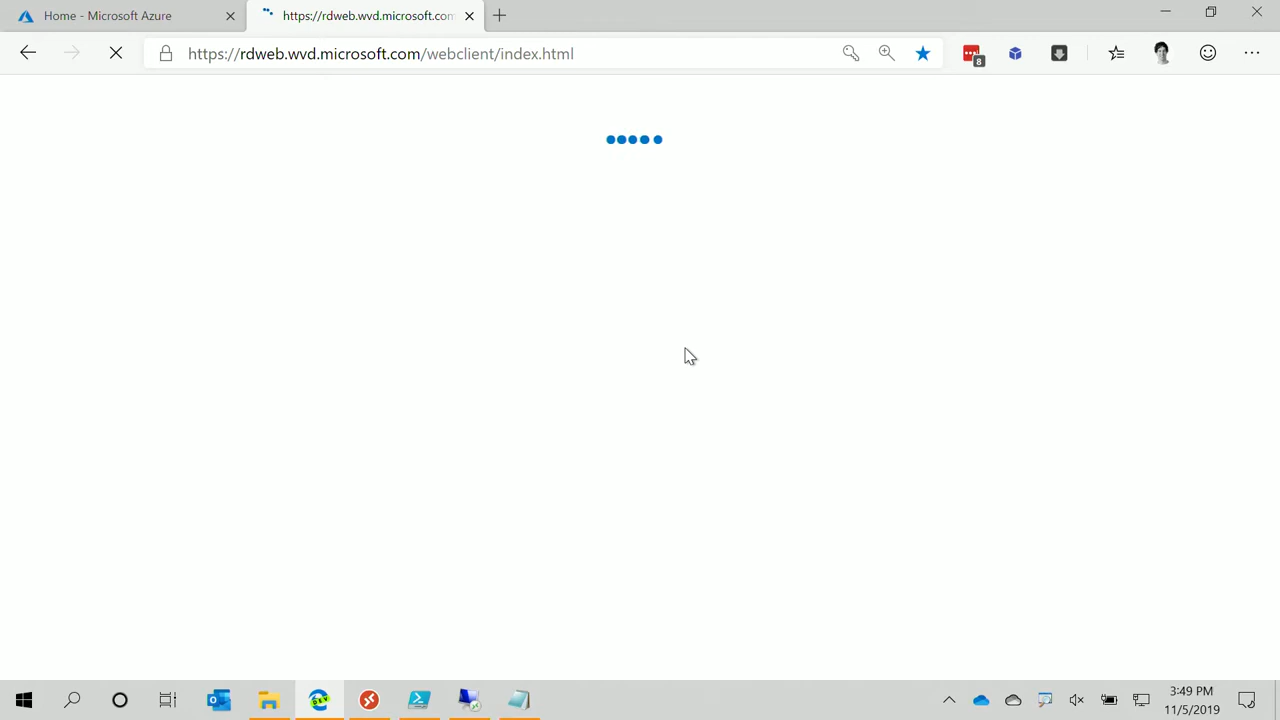 Home - Microsoft Azure
https://rdweb.wvd.microsoft.com
https://rdweb.wvd.microsoft.com/webclient/index.html
8
DEV
3:49 PM
11/5/2019